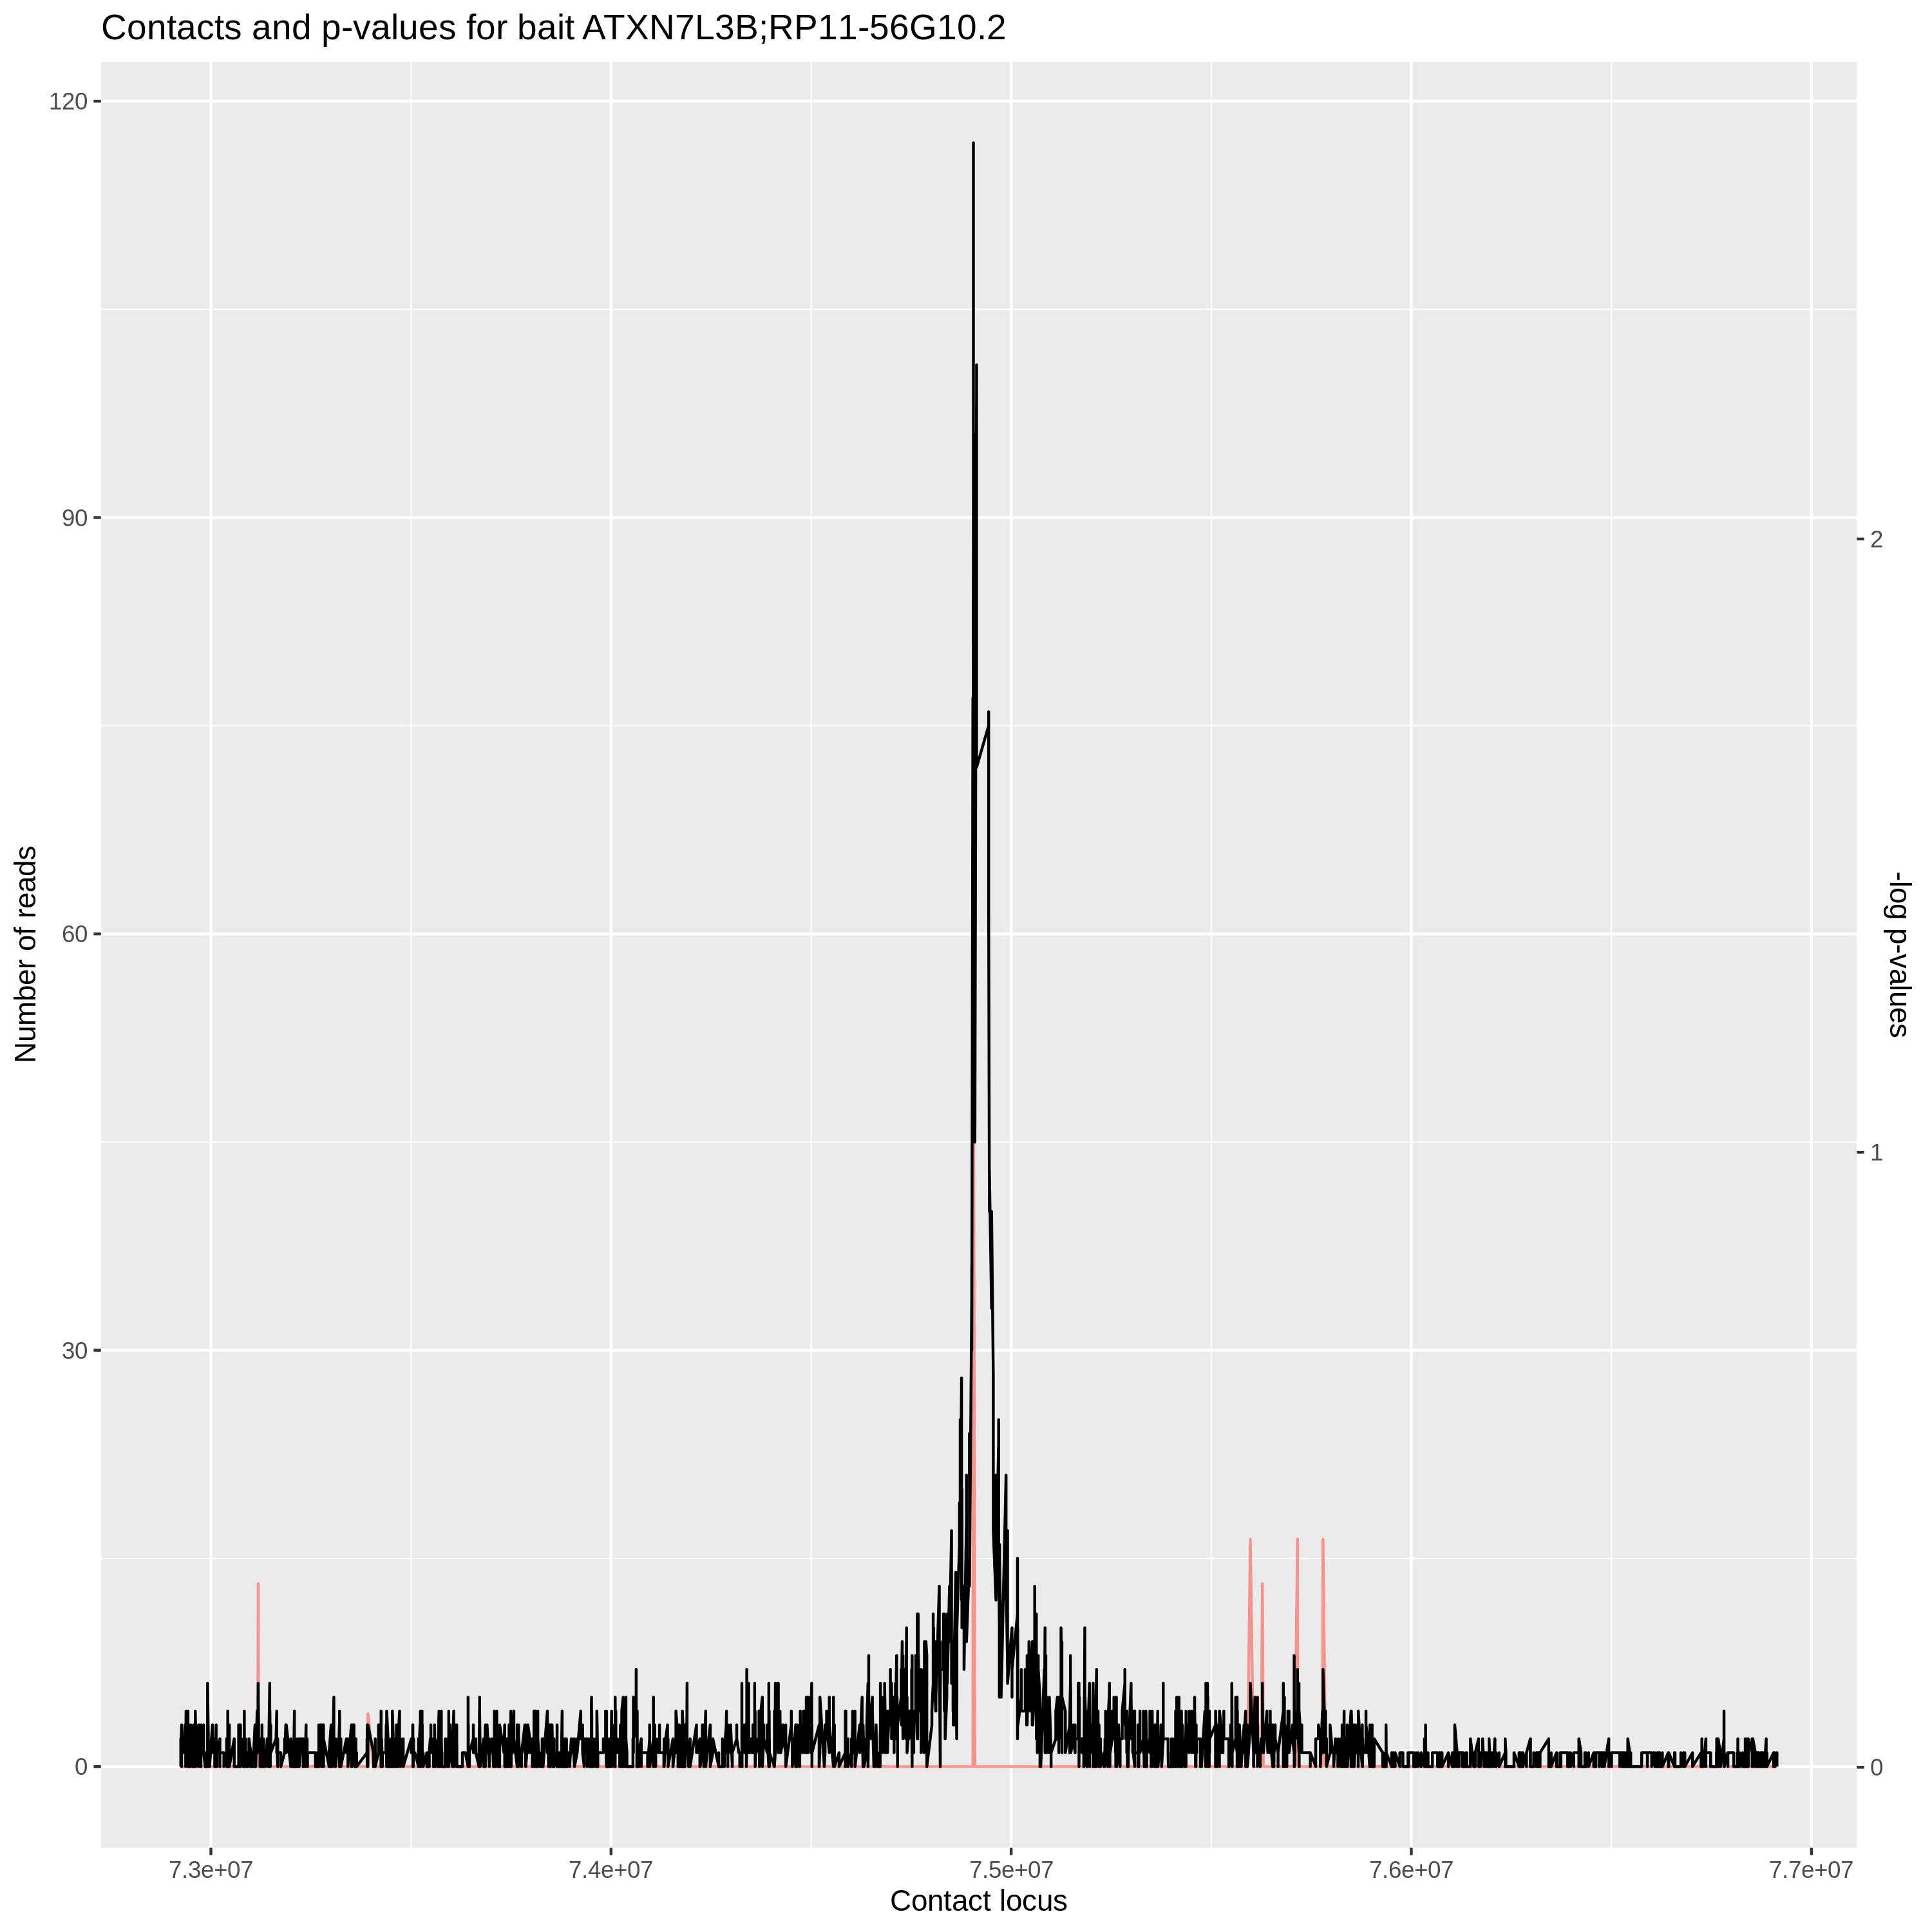 Contacts and p-values for bait ATXN7L3B;RP11-56G10.2
120
90
60
30
0
Number of reads
2
1
0
-log p-values
7.3e+07 7.4e+07 7.5e+07 7.6e+07 7.7e+07
Contact locus